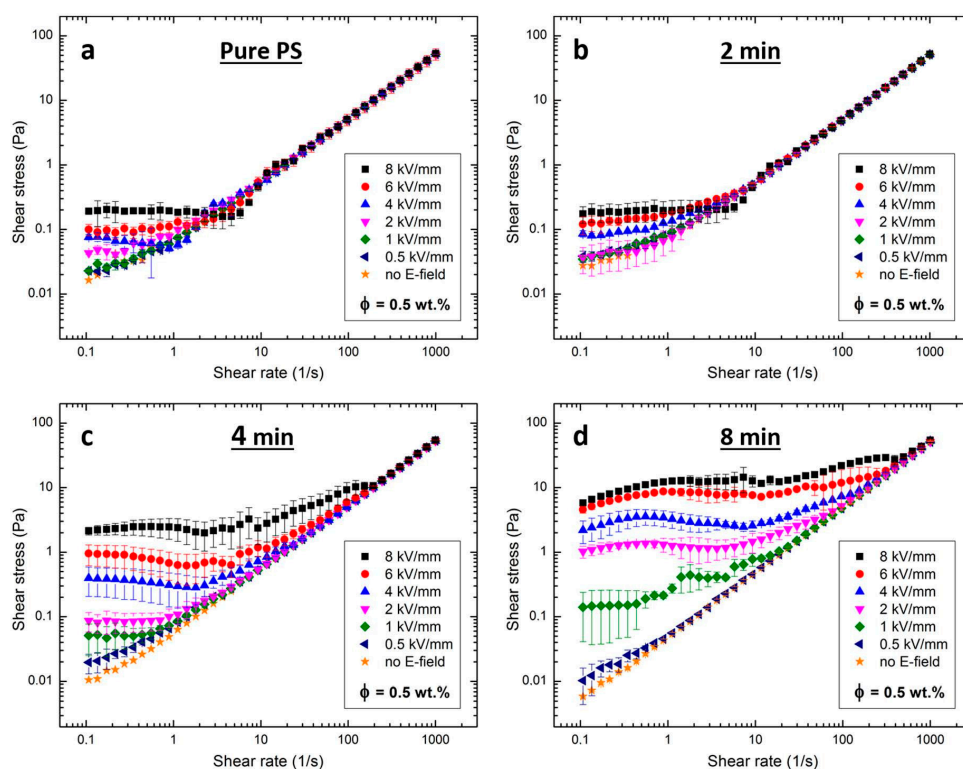 a
Pure PS
Shear stress (Pa)
100
10
1
0.1
0.01
8 kV/mm
6 kV/mm
4 kV/mm
2 kV/mm
1 kV/mm
0.5 kV/mm
no E-field
ϕ = 0.5 wt.%
0.1 1 10 100 1000
Shear rate (1/s)
b
2 min
Shear stress (Pa)
100
10
1
0.1
0.01
8 kV/mm
6 kV/mm
4 kV/mm
2 kV/mm
1 kV/mm
0.5 kV/mm
no E-field
ϕ = 0.5 wt.%
0.1 1 10 100 1000
Shear rate (1/s)
c
4 min
Shear stress (Pa)
100
10
1
0.1
0.01
8 kV/mm
6 kV/mm
4 kV/mm
2 kV/mm
1 kV/mm
0.5 kV/mm
no E-field
ϕ = 0.5 wt.%
0.1 1 10 100 1000
Shear rate (1/s)
d
8 min
Shear stress (Pa)
100
10
1
0.1
0.01
8 kV/mm
6 kV/mm
4 kV/mm
2 kV/mm
1 kV/mm
0.5 kV/mm
no E-field
ϕ = 0.5 wt.%
0.1 1 10 100 1000
Shear rate (1/s)